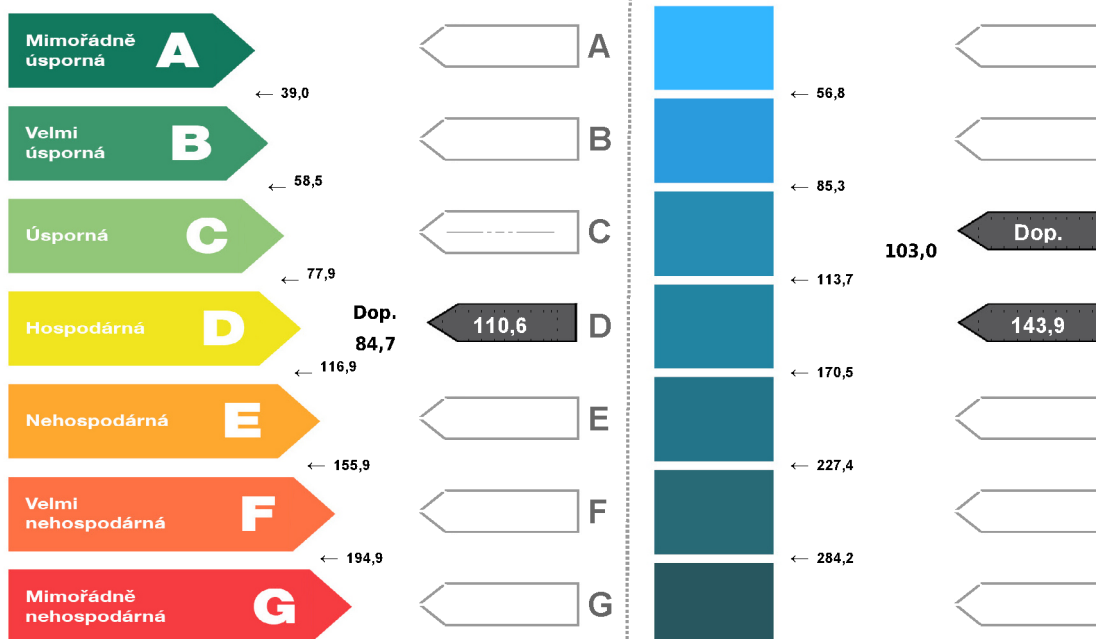 Mimořádně
úsporná
A
A
← 39,0
← 56,8
Velmi
úsporná
B
B
← 58,5
← 85,3
Úsporná
C
C
Dop.
103,0
← 77,9
← 113,7
Hospodárná
D
Dop.
84,7
110,6
D
143,9
← 116,9
← 170,5
Nehospodárná
E
E
← 155,9
← 227,4
Velmi
nehospodárná
F
F
← 194,9
← 284,2
Mimořádně
nehospodárná
G
G